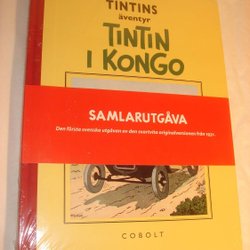 TINTINS
äventyr
TINTIN
I KONGO
SAMLARUTGÅVA
Den första svenska utgåvan av den svartvita originalversionen från 1931.
COBOLT